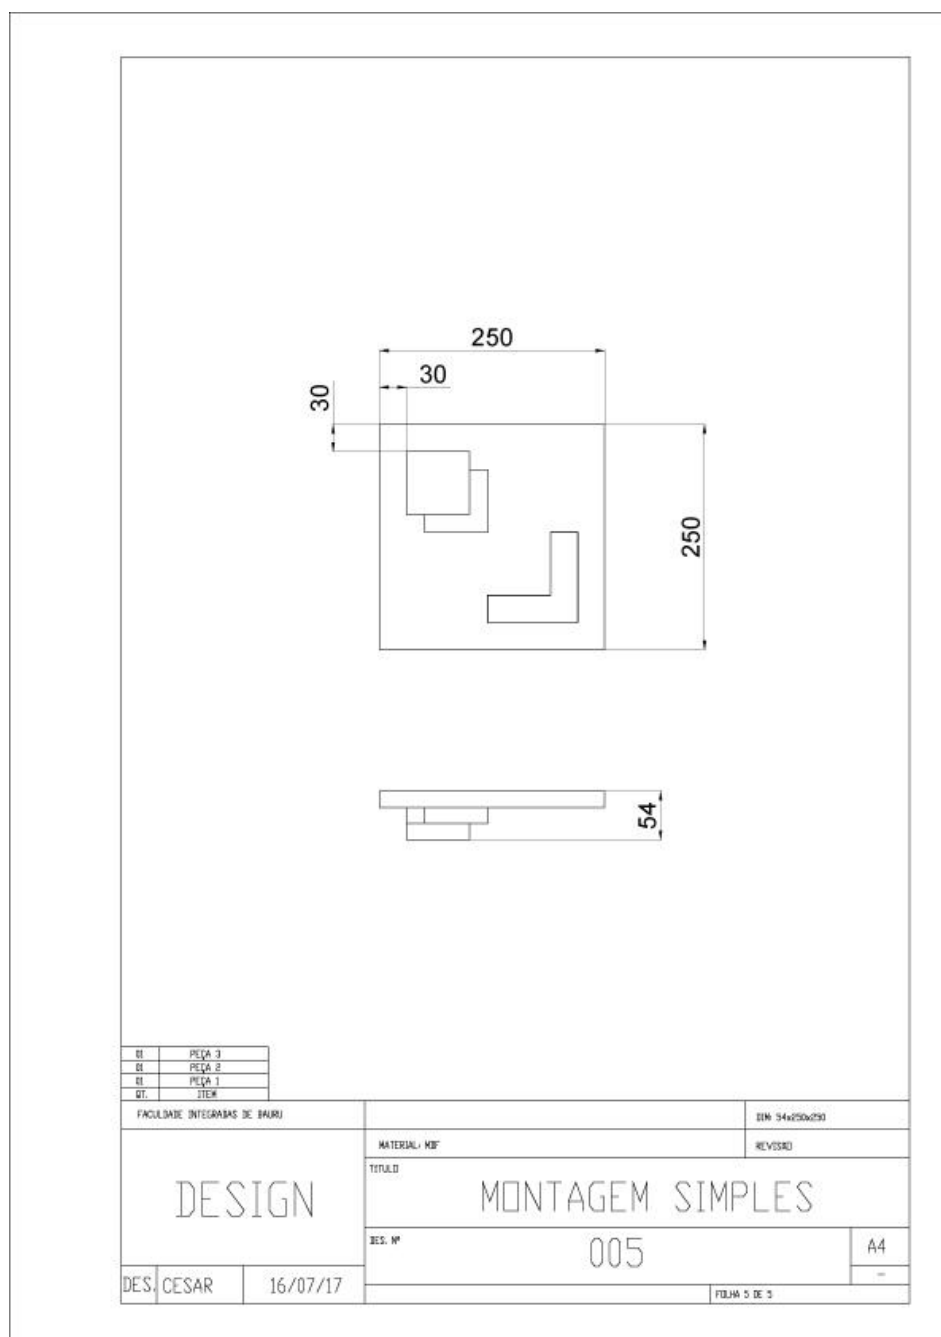 250
30
30
250
54
01 PEÇA 3
01 PEÇA 2
01 PEÇA 1
QT. ITEM
FACULDADE INTEGRADAS DE BAURU
DIM: 54x250x250
MATERIAL: MDF
REVISÃO
TITULO
DESIGN
MONTAGEM SIMPLES
DES. Nº
005
A4
-
DES. CESAR 16/07/17
FOLHA 5 DE 5